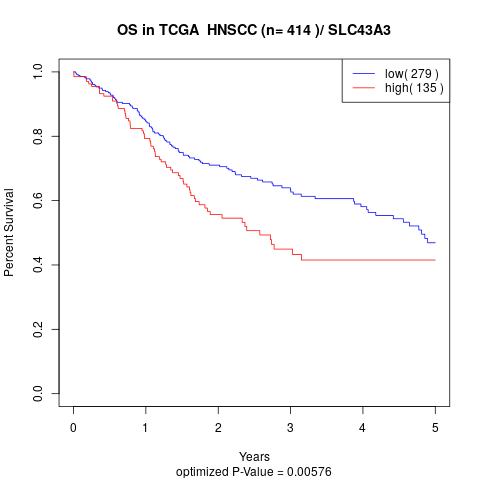 OS in TCGA  HNSCC (n= 414 )/ SLC43A3
low( 279 )
high( 135 )
Percent Survival
1.0
0.8
0.6
0.4
0.2
0.0
0 1 2 3 4 5
Years
optimized P-Value = 0.00576